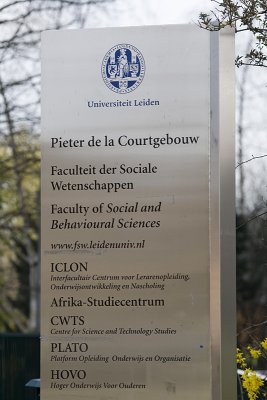 Universiteit Leiden
Pieter de la Courtgebouw
Faculteit der Sociale
Wetenschappen
Faculty of Social and
Behavioural Sciences
www.fsw.leidenuniv.nl
ICLON
Interfacultair Centrum voor Lerarenopleiding,
Onderwijsontwikkeling en Nascholing
Afrika-Studiecentrum
CWTS
Centre for Science and Technology Studies
PLATO
Platform Opleiding Onderwijs en Organisatie
HOVO
Hoger Onderwijs Voor Ouderen